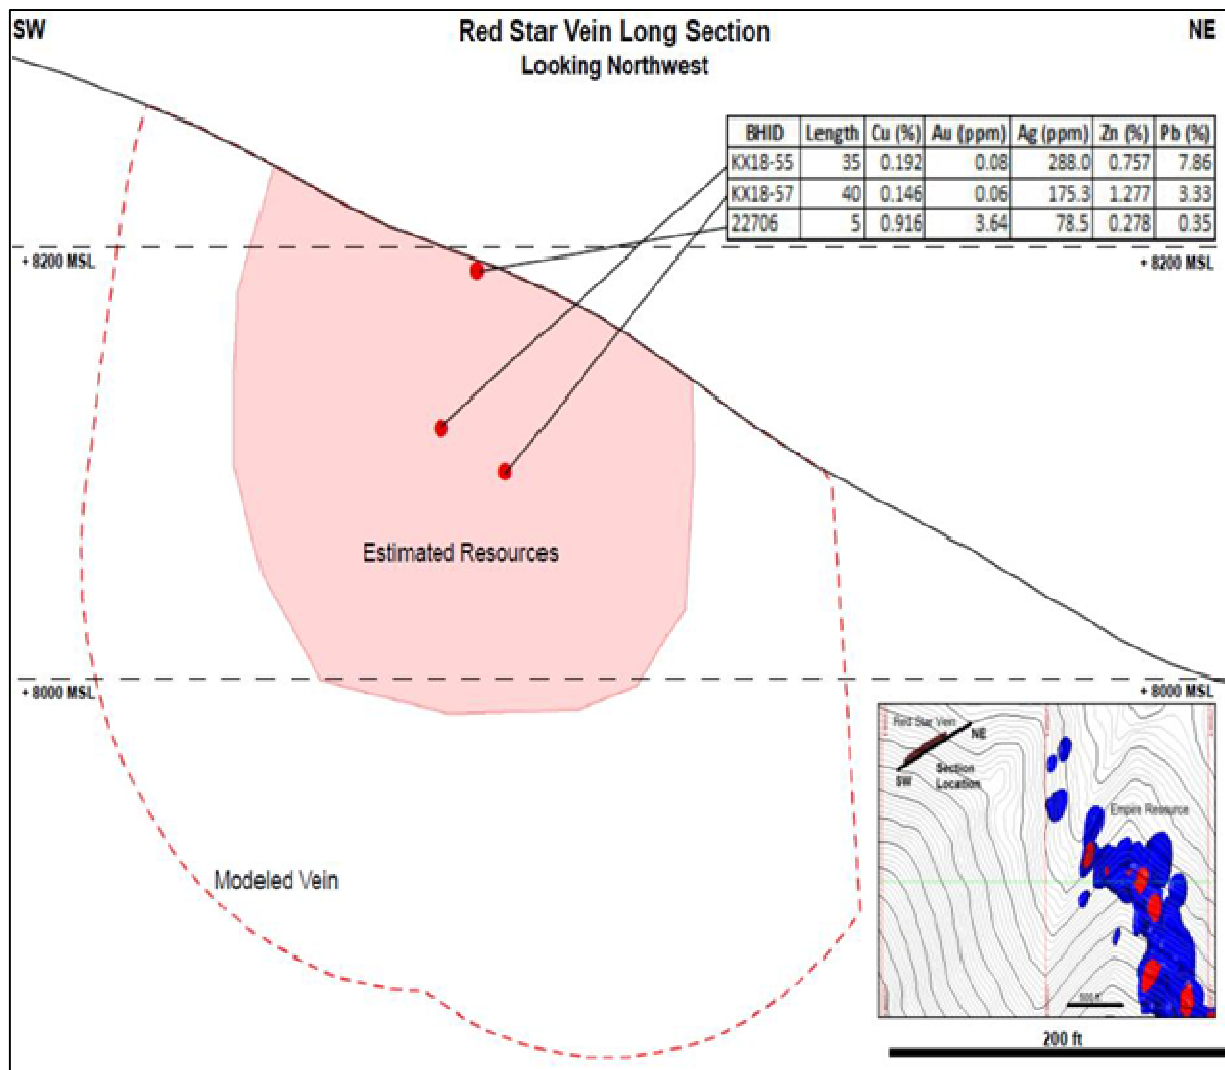 SW
Red Star Vein Long Section
NE
Looking Northwest
BHID Length Cu (%) Au (ppm) Ag (ppm) Zn (%) Pb (%)
KX18-55 35 0.192 0.08 288.0 0.757 7.86
KX18-57 40 0.146 0.06 175.3 1.277 3.33
22706 5 0.916 3.64 78.5 0.278 0.35
+ 8200 MSL
+ 8200 MSL
Estimated Resources
+ 8000 MSL
+ 8000 MSL
Red Star Vein
NE
Section
SW
Location
Empire Resource
Modeled Vein
500 ft
200 ft